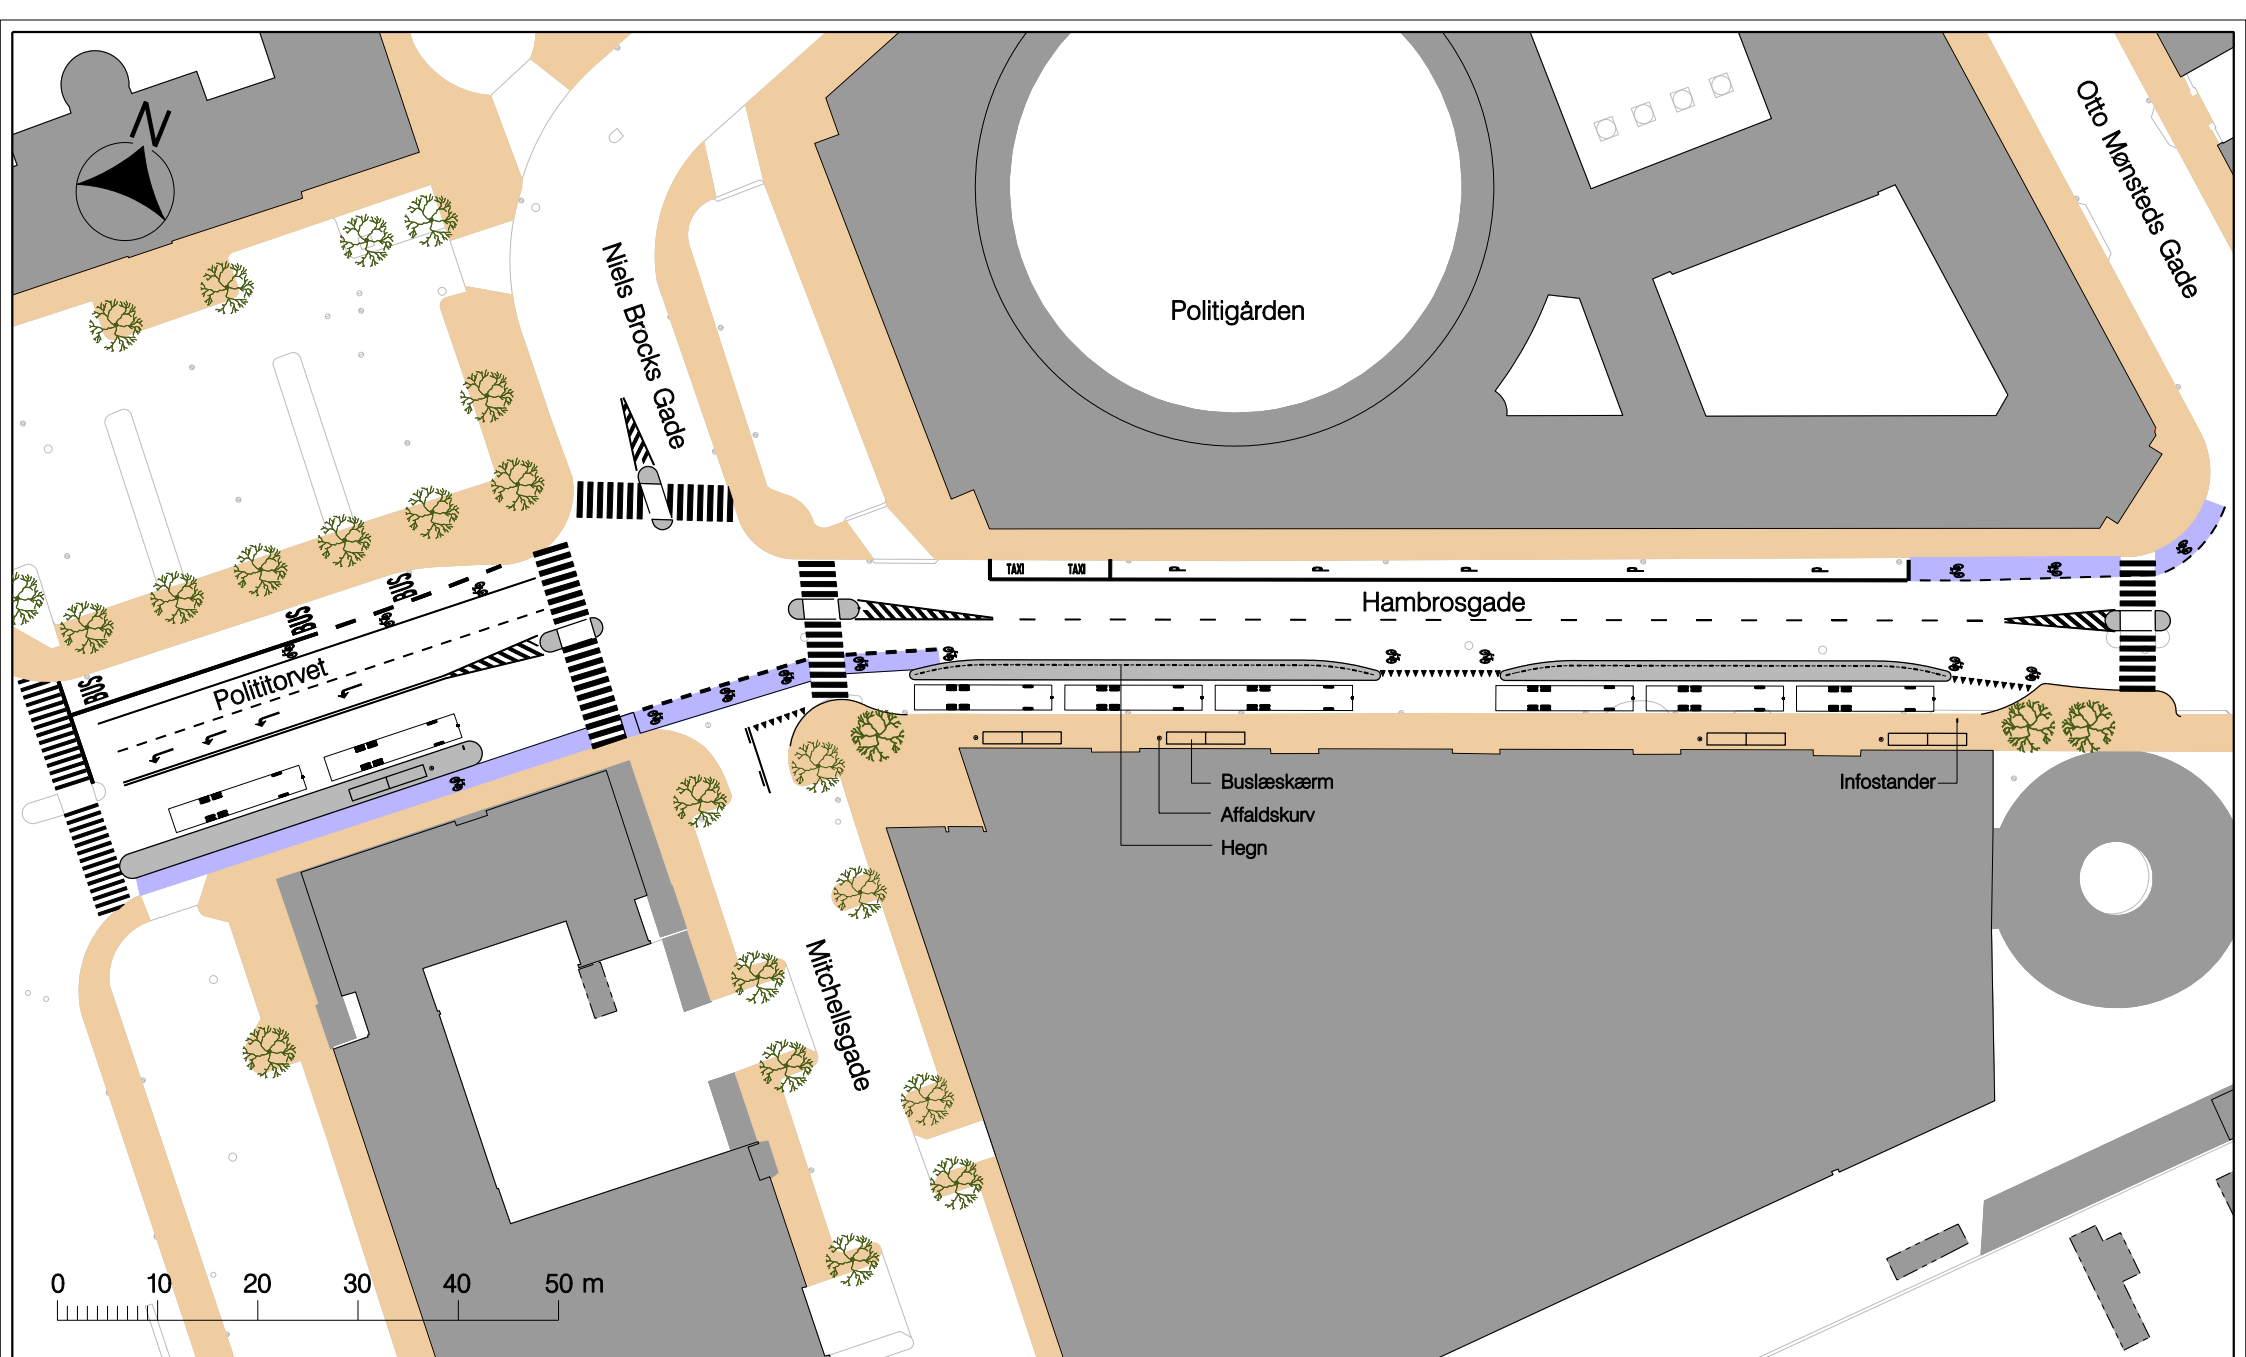 N
Otto Mønsteds Gade
Niels Brocks Gade
Politigården
TAXI
TAXI
P
P
P
P
P
Hambrosgade
BUS
BUS
BUS
Polititorvet
Buslæskærm
Affaldskurv
Hegn
Infostander
Mitchellsgade
0 10 20 30 40 50 m